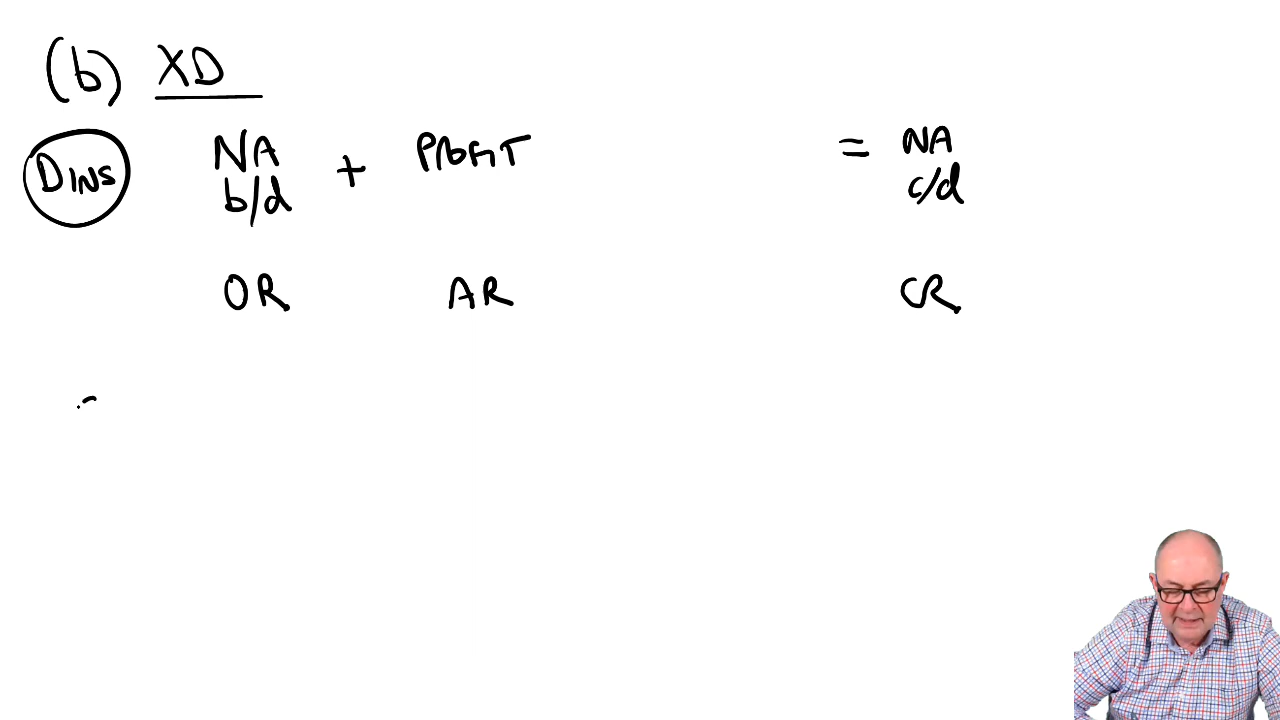 (b) XD
DINS NA b/d + PROFIT = NA c/d
OR AR CR